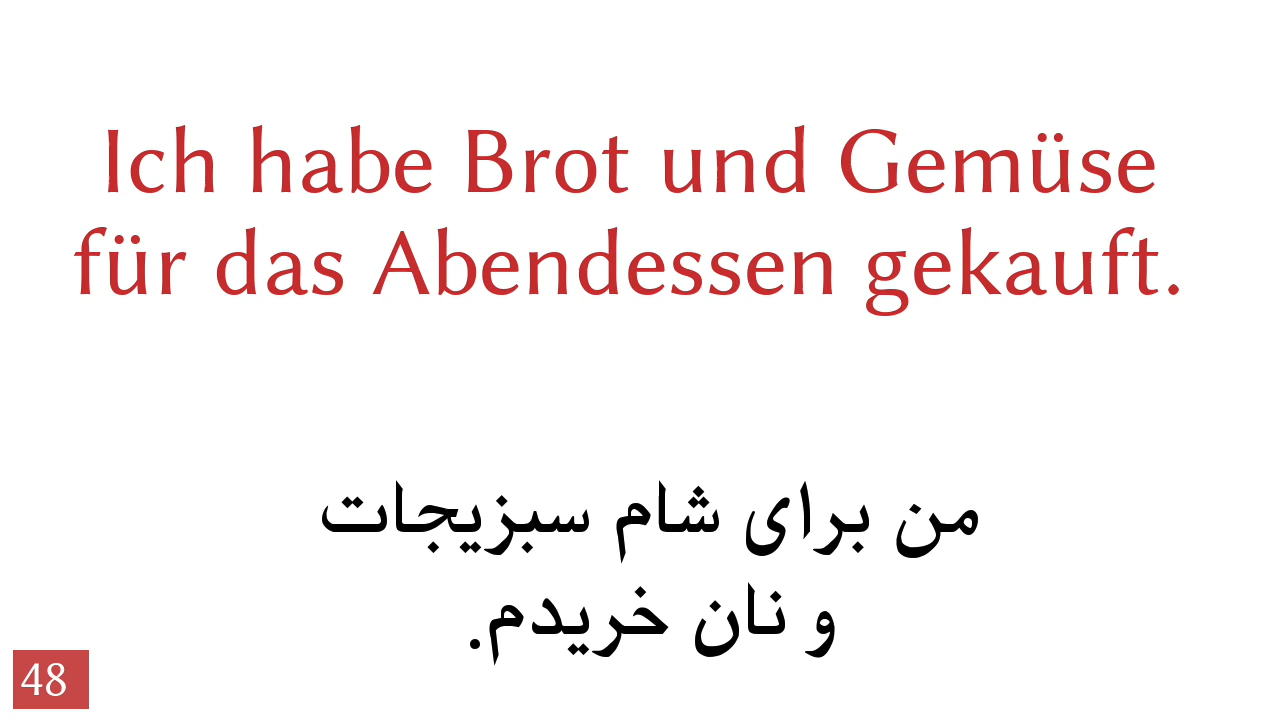 Ich habe Brot und Gemüse
für das Abendessen gekauft.
من برای شام سبزیجات
و نان خریدم.
48